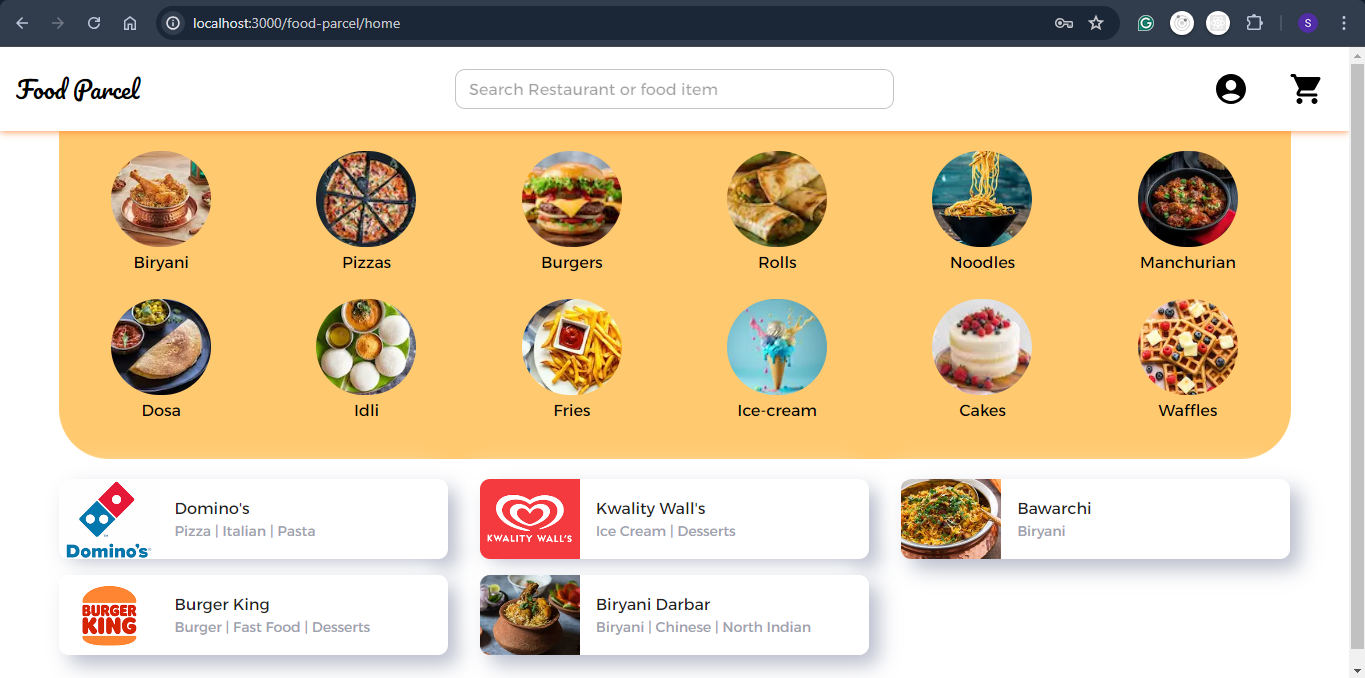 localhost:3000/food-parcel/home
S
Food Parcel
Search Restaurant or food item
Biryani
Pizzas
Burgers
Rolls
Noodles
Manchurian
Dosa
Idli
Fries
Ice-cream
Cakes
Waffles
Domino's
Domino's
Pizza | Italian | Pasta
KWALITY WALL'S
Kwality Wall's
Ice Cream | Desserts
Bawarchi
Biryani
BURGER
KING
Burger King
Burger | Fast Food | Desserts
Biryani Darbar
Biryani | Chinese | North Indian